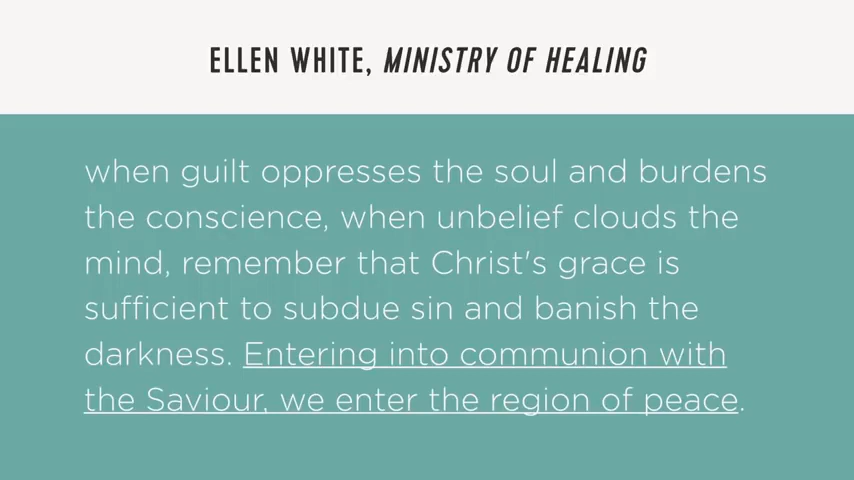 ELLEN WHITE, MINISTRY OF HEALING
when guilt oppresses the soul and burdens
the conscience, when unbelief clouds the
mind, remember that Christ's grace is
sufficient to subdue sin and banish the
darkness. Entering into communion with
the Saviour, we enter the region of peace.